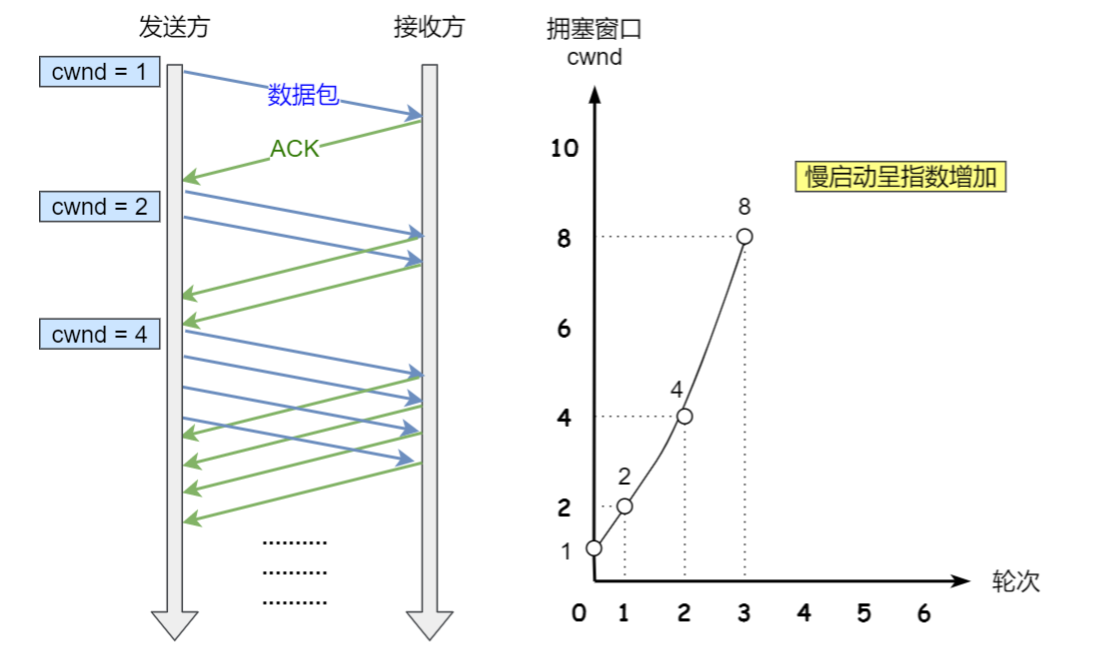 发送方
接收方
cwnd = 1
数据包
ACK
cwnd = 2
cwnd = 4
..........
..........
..........
拥塞窗口
cwnd
10
慢启动呈指数增加
8
8
6
4
4
2
2
1
轮次
0 1 2 3 4 5 6